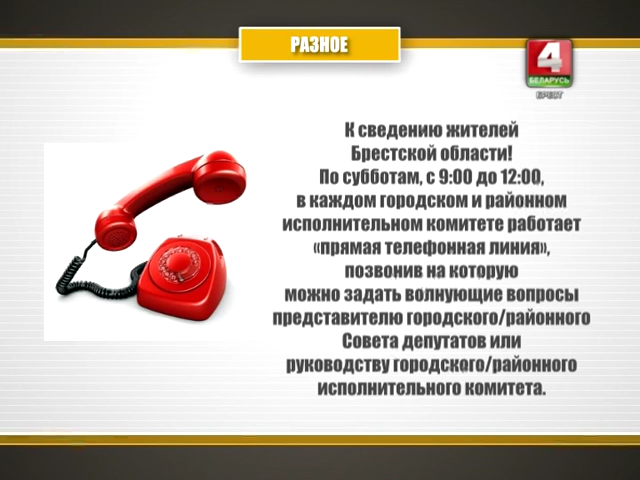 РАЗНОЕ
4
БЕЛАРУСЬ
БРЕСТ
К сведению жителей
Брестской области!
По субботам, с 9:00 до 12:00,
в каждом городском и районном
исполнительном комитете работает
«прямая телефонная линия»,
позвонив на которую
можно задать волнующие вопросы
представителю городского/районного
Совета депутатов или
руководству городского/районного
исполнительного комитета.